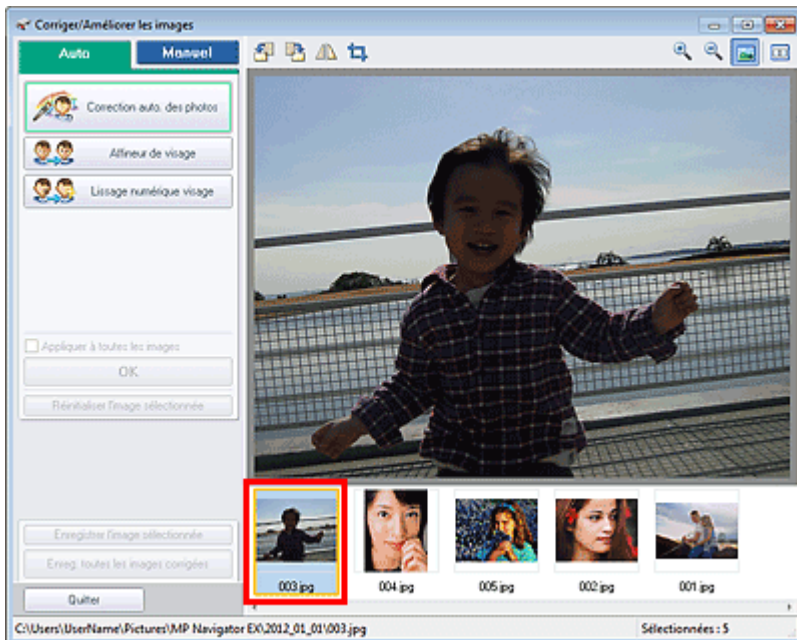 Corriger/Améliorer les images
Auto
Manuel
Correction auto. des photos
Affineur de visage
Lissage numérique visage
Appliquer à toutes les images
OK
Réinitialiser l'image sélectionnée
Enregistrer l'image sélectionnée
Enreg. toutes les images corrigées
Quitter
003.jpg
004.jpg
005.jpg
002.jpg
001.jpg
C:\Users\UserName\Pictures\MP Navigator EX\2012_01_01\003.jpg
Sélectionnées : 5